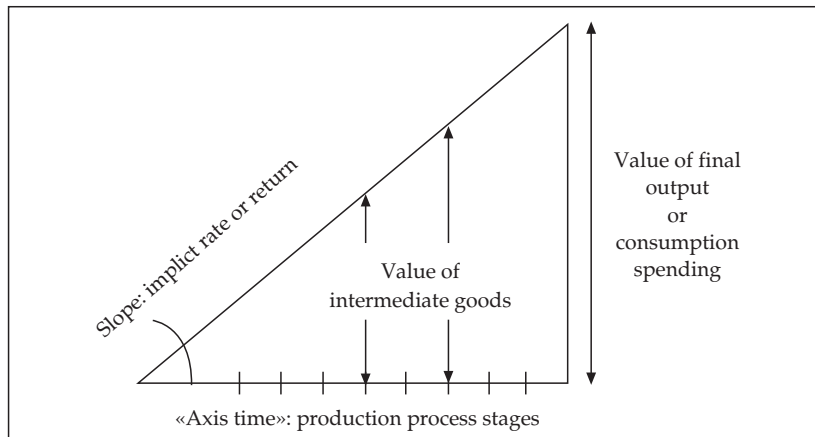 Slope: implict rate or return
Value of
intermediate goods
Value of final
output
or
consumption
spending
«Axis time»: production process stages